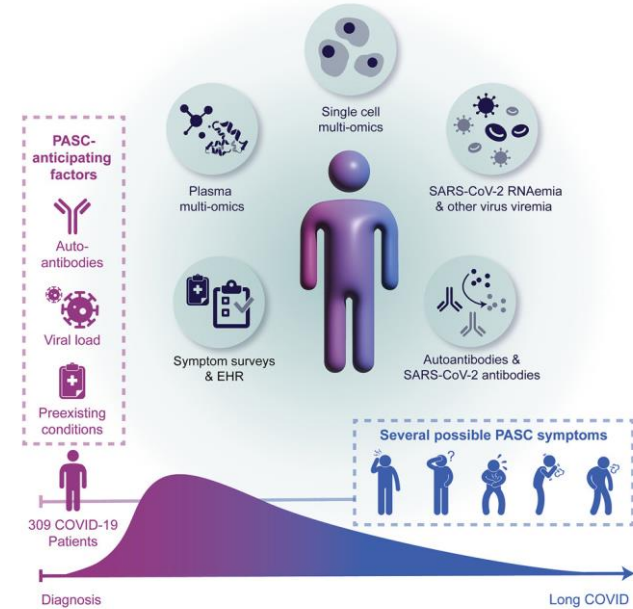 Single cell
multi-omics
Plasma
multi-omics
SARS-CoV-2 RNAemia
& other virus viremia
Symptom surveys
& EHR
Autoantibodies &
SARS-CoV-2 antibodies
PASC-
anticipating
factors
Auto-
antibodies
Viral load
Preexisting
conditions
Several possible PASC symptoms
?
309 COVID-19
Patients
Diagnosis
Long COVID